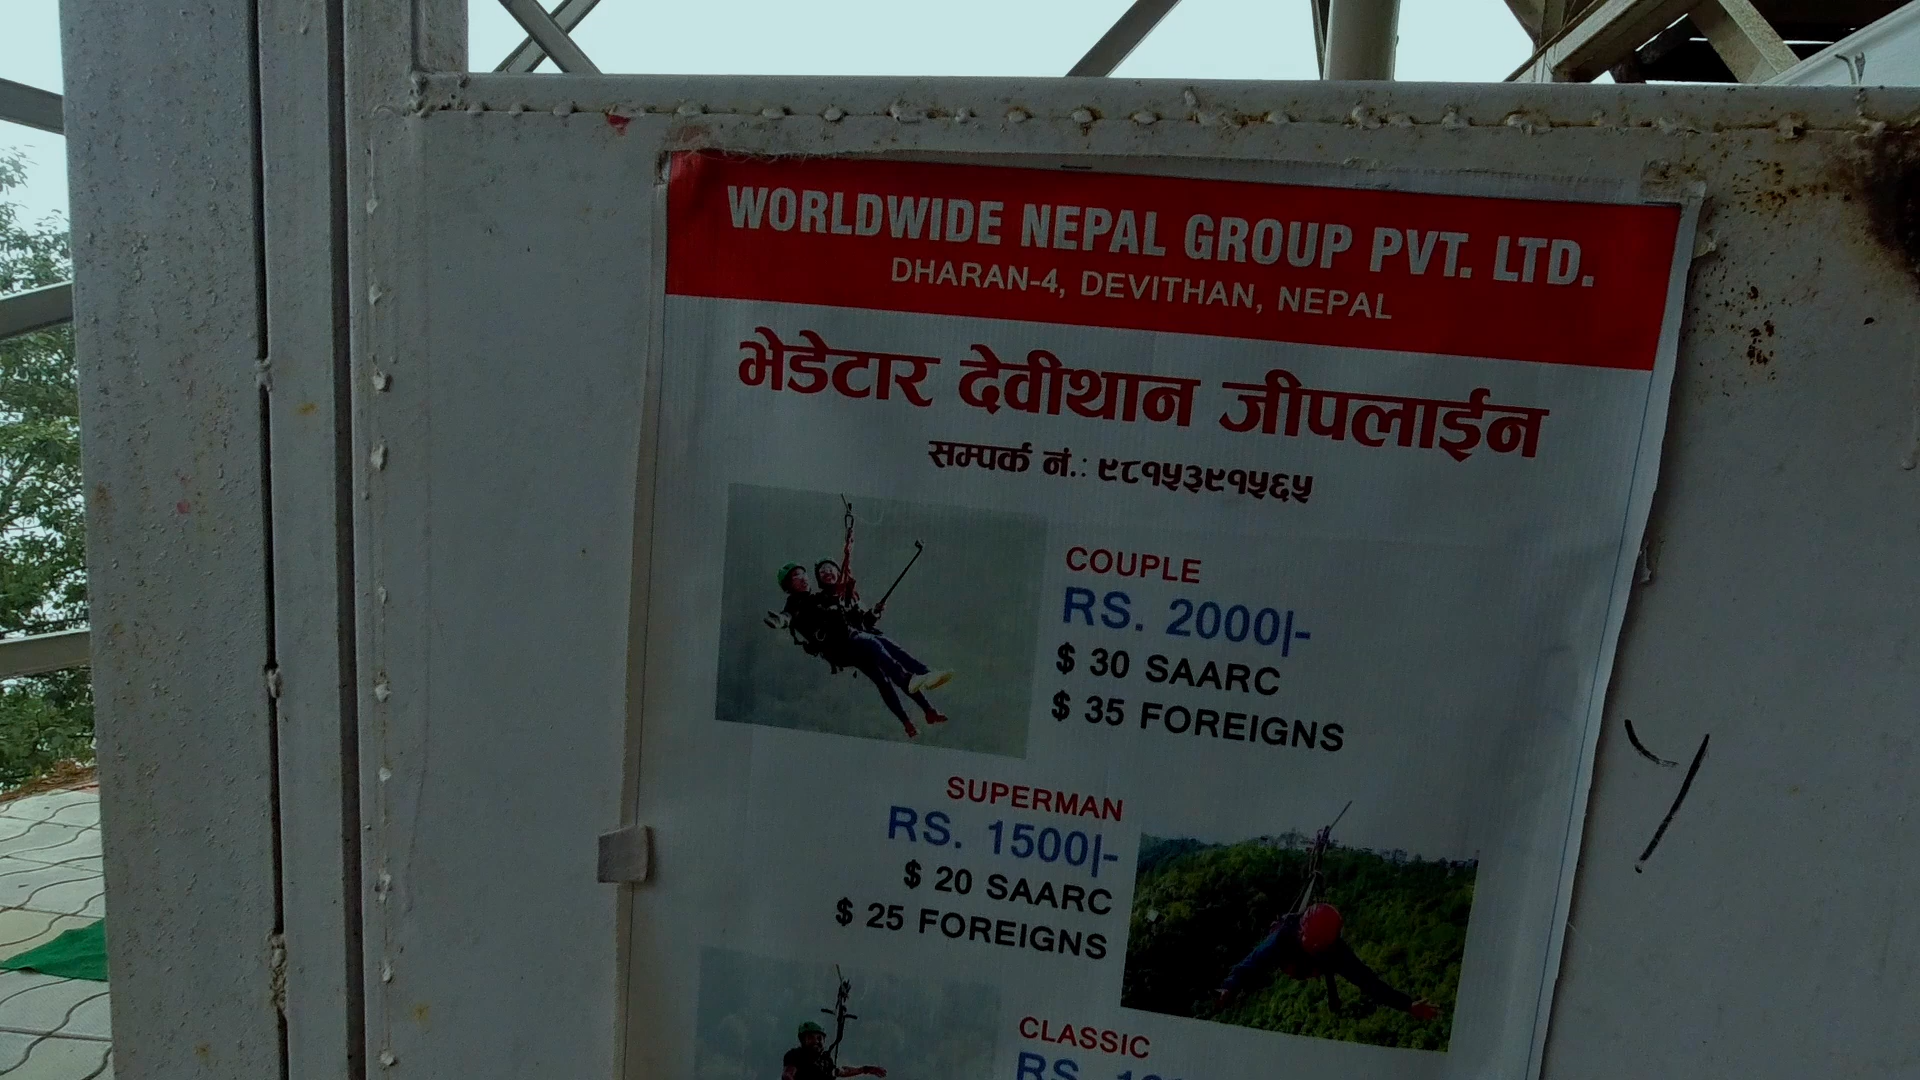 WORLDWIDE NEPAL GROUP PVT. LTD.
DHARAN-4, DEVITHAN, NEPAL
भेडेटार देवीथान जीपलाईन
सम्पर्क नं.: ९८१५३९१५६५
COUPLE
RS. 2000|-
$ 30 SAARC
$ 35 FOREIGNS
SUPERMAN
RS. 1500|-
$ 20 SAARC
$ 25 FOREIGNS
CLASSIC
RS.